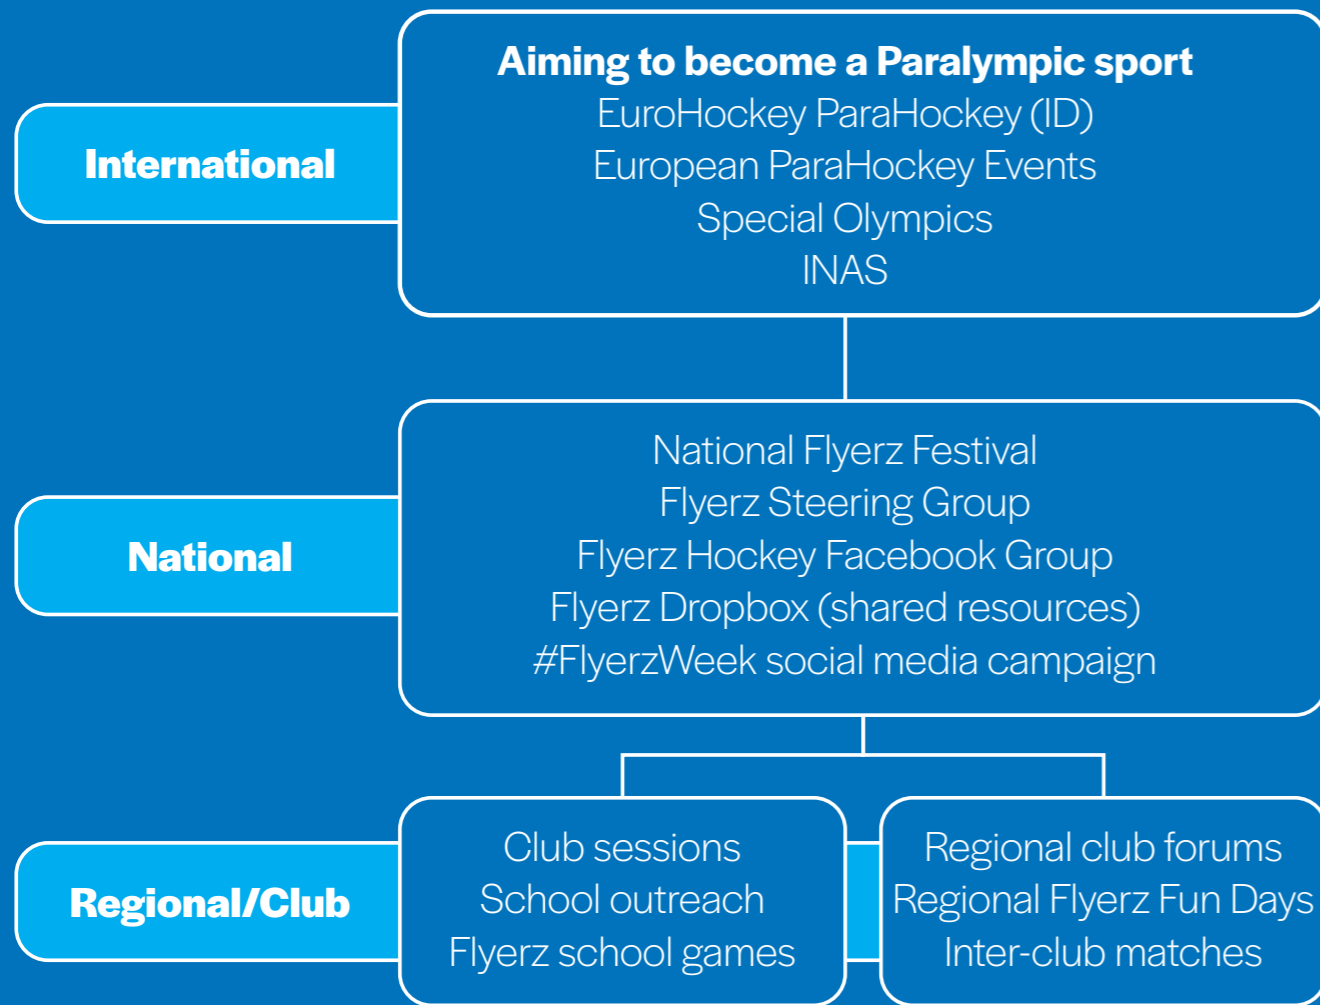 International
Aiming to become a Paralympic sport
EuroHockey ParaHockey (ID)
European ParaHockey Events
Special Olympics
INAS
National
National Flyerz Festival
Flyerz Steering Group
Flyerz Hockey Facebook Group
Flyerz Dropbox (shared resources)
#FlyerzWeek social media campaign
Regional/Club
Club sessions
School outreach
Flyerz school games
Regional club forums
Regional Flyerz Fun Days
Inter-club matches